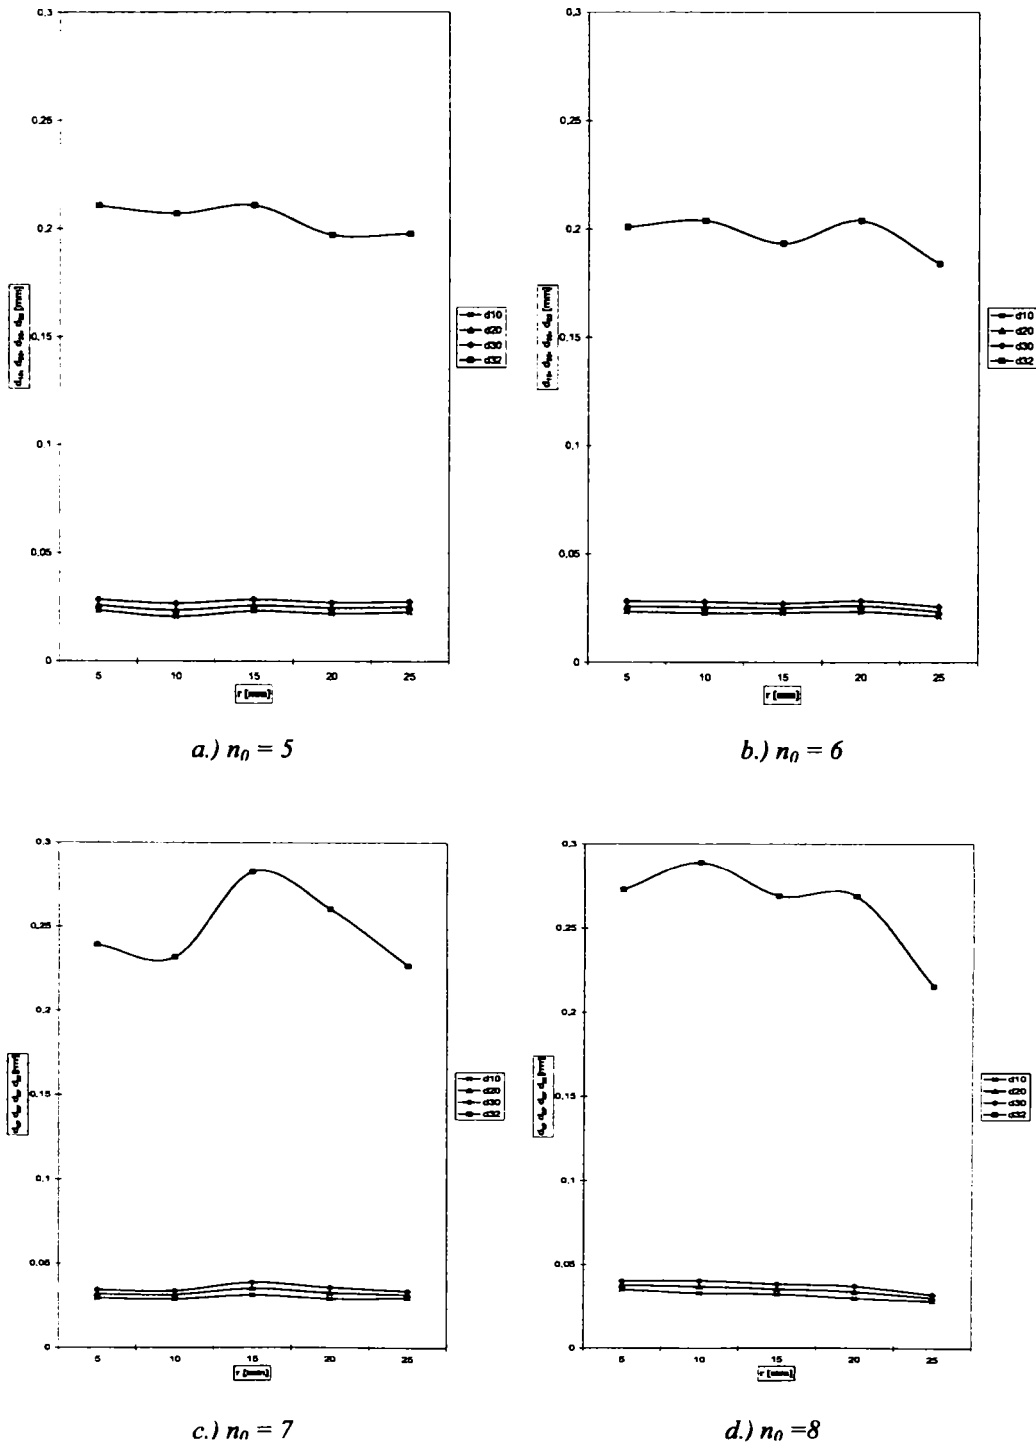 0,3
0,25
0,2
0,15
0,1
0,05
0
5 10 15 20 25
r [mm]
d10
d20
d30
d32
a.) n₀ = 5
0,3
0,25
0,2
0,15
0,1
0,05
0
5 10 15 20 25
r [mm]
d10
d20
d30
d32
b.) n₀ = 6
0,3
0,25
0,2
0,15
0,1
0,05
0
5 10 15 20 25
r [mm]
d10
d20
d30
d32
c.) n₀ = 7
0,3
0,25
0,2
0,15
0,1
0,05
0
5 10 15 20 25
r [mm]
d10
d20
d30
d32
d.) n₀ =8